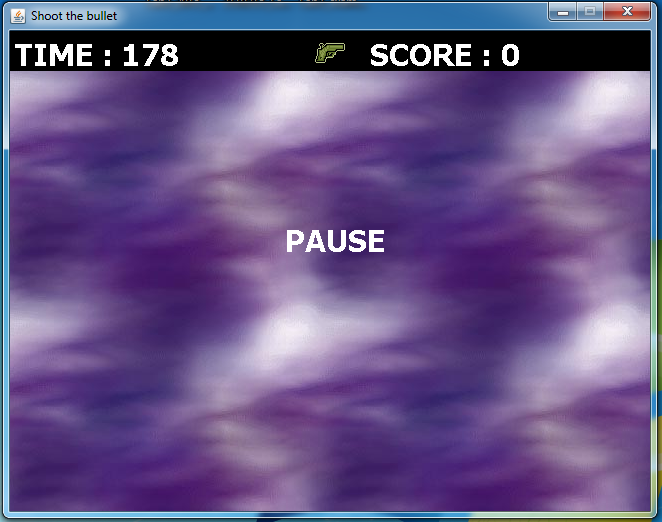 Shoot the bullet
TIME : 178 SCORE : 0
PAUSE